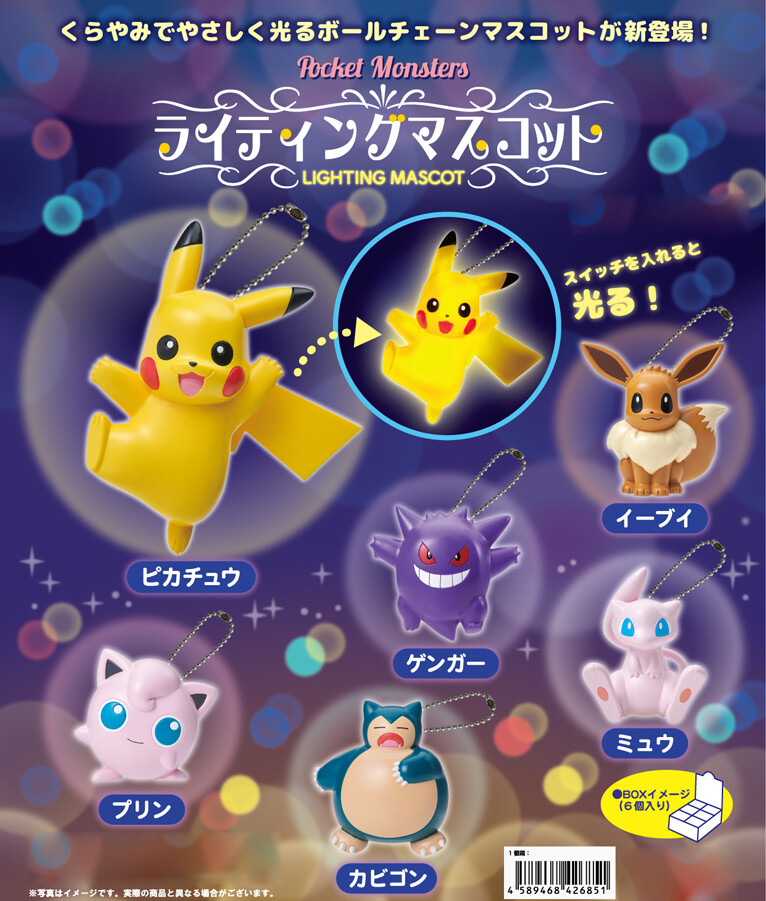 くらやみでやさしく光るボールチェーンマスコットが新登場！
Pocket Monsters
ライティングマスコット
LIGHTING MASCOT
スイッチを入れると
光る！
イーブイ
ピカチュウ
ゲンガー
ミュウ
プリン
カビゴン
●BOXイメージ
（6個入り）
1個箱：
4 589468 426851
※写真はイメージです。実際の商品と異なる場合がございます。